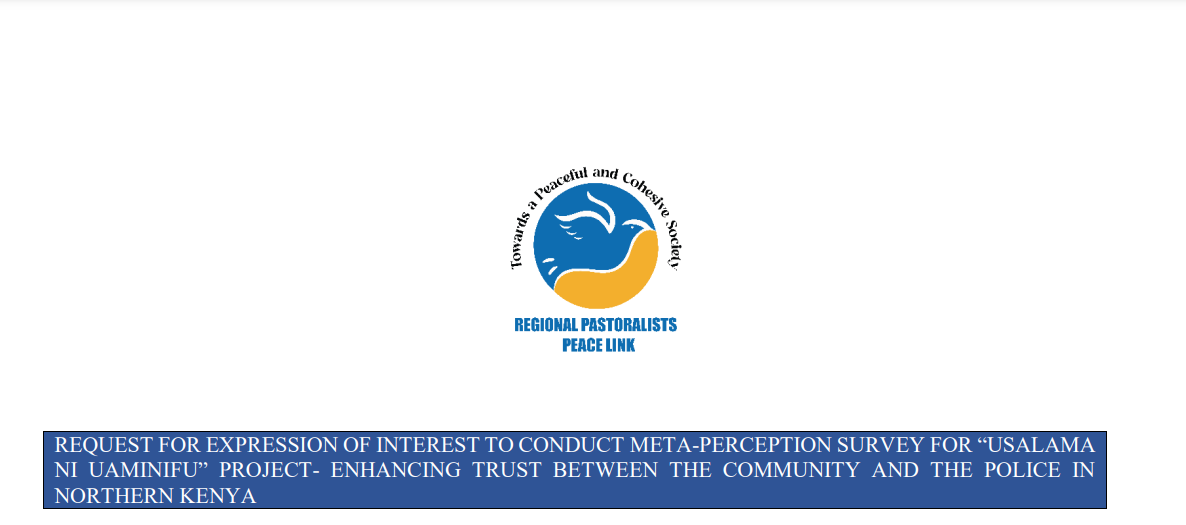 Towards a Peaceful and Cohesive Society
REGIONAL PASTORALISTS
PEACE LINK
REQUEST FOR EXPRESSION OF INTEREST TO CONDUCT META-PERCEPTION SURVEY FOR “USALAMA
NI UAMINIFU” PROJECT- ENHANCING TRUST BETWEEN THE COMMUNITY AND THE POLICE IN
NORTHERN KENYA